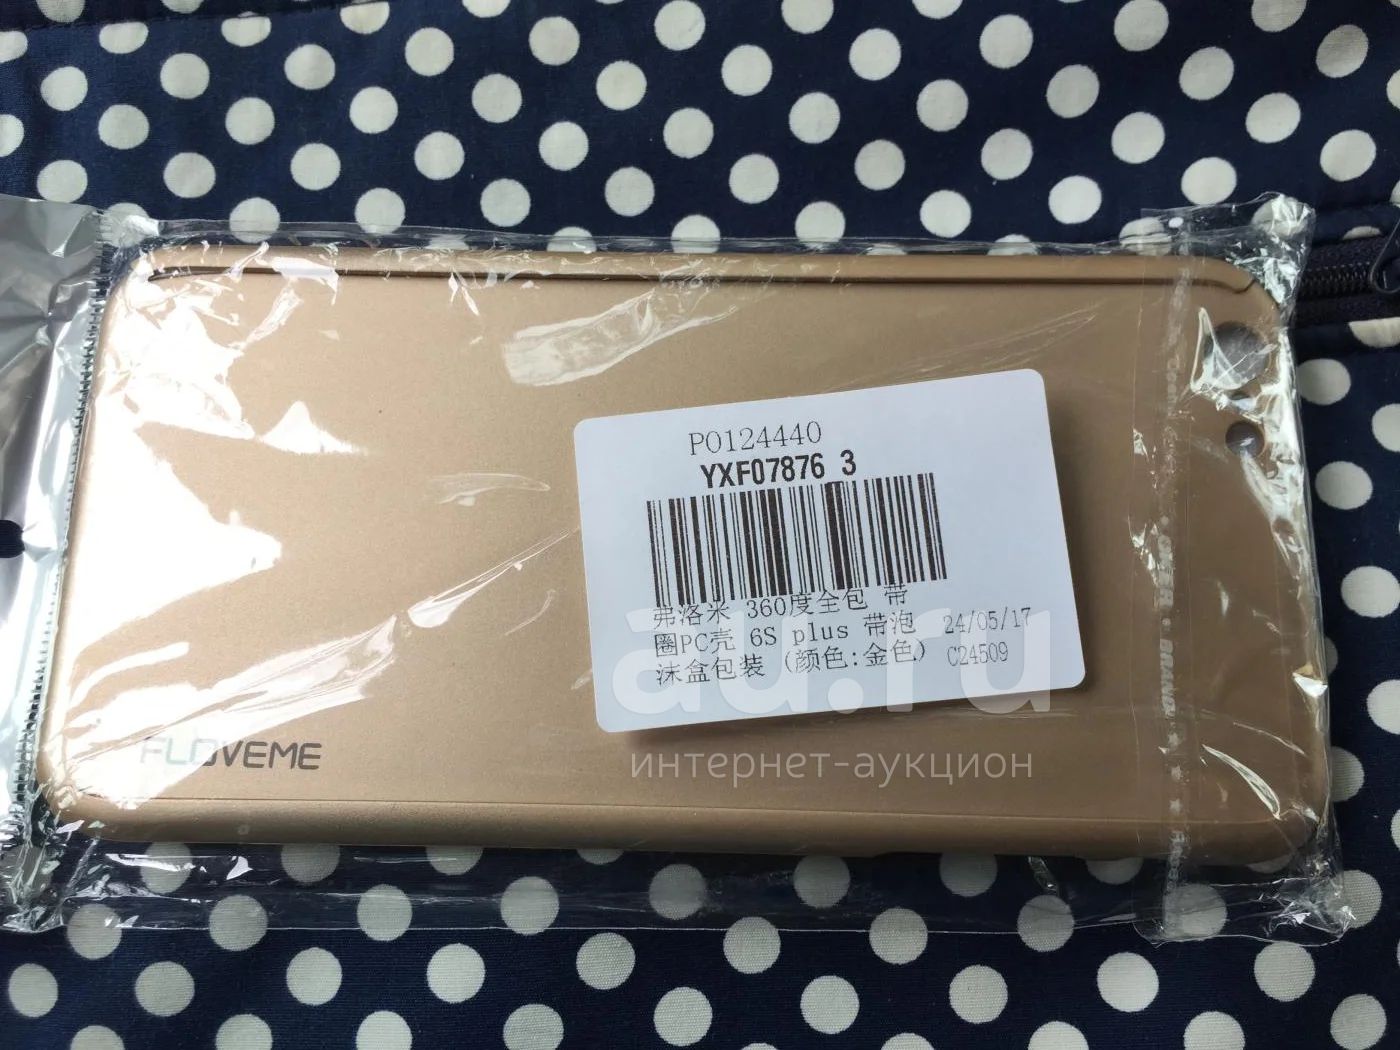 P0124440
YXF07876 3
弗洛米 360度全包 带
圈PC壳 6S plus 带泡 24/05/17
沫盒包装 (颜色:金色) C24509
FLOVEME
au.ru
интернет-аукцион